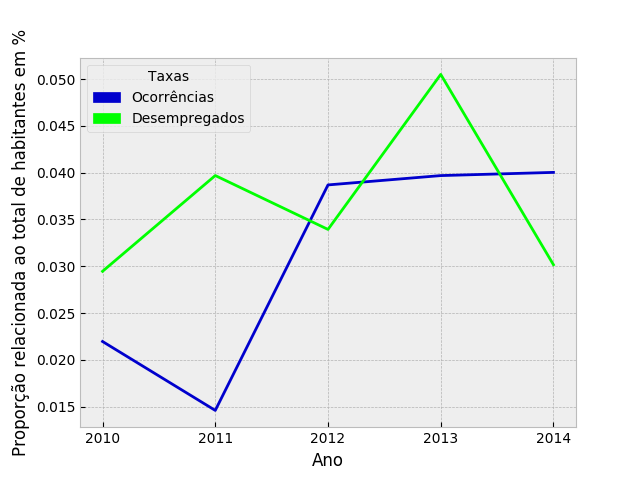 Proporção relacionada ao total de habitantes em %
0.050
0.045
0.040
0.035
0.030
0.025
0.020
0.015
Taxas
Ocorrências
Desempregados
2010 2011 2012 2013 2014
Ano